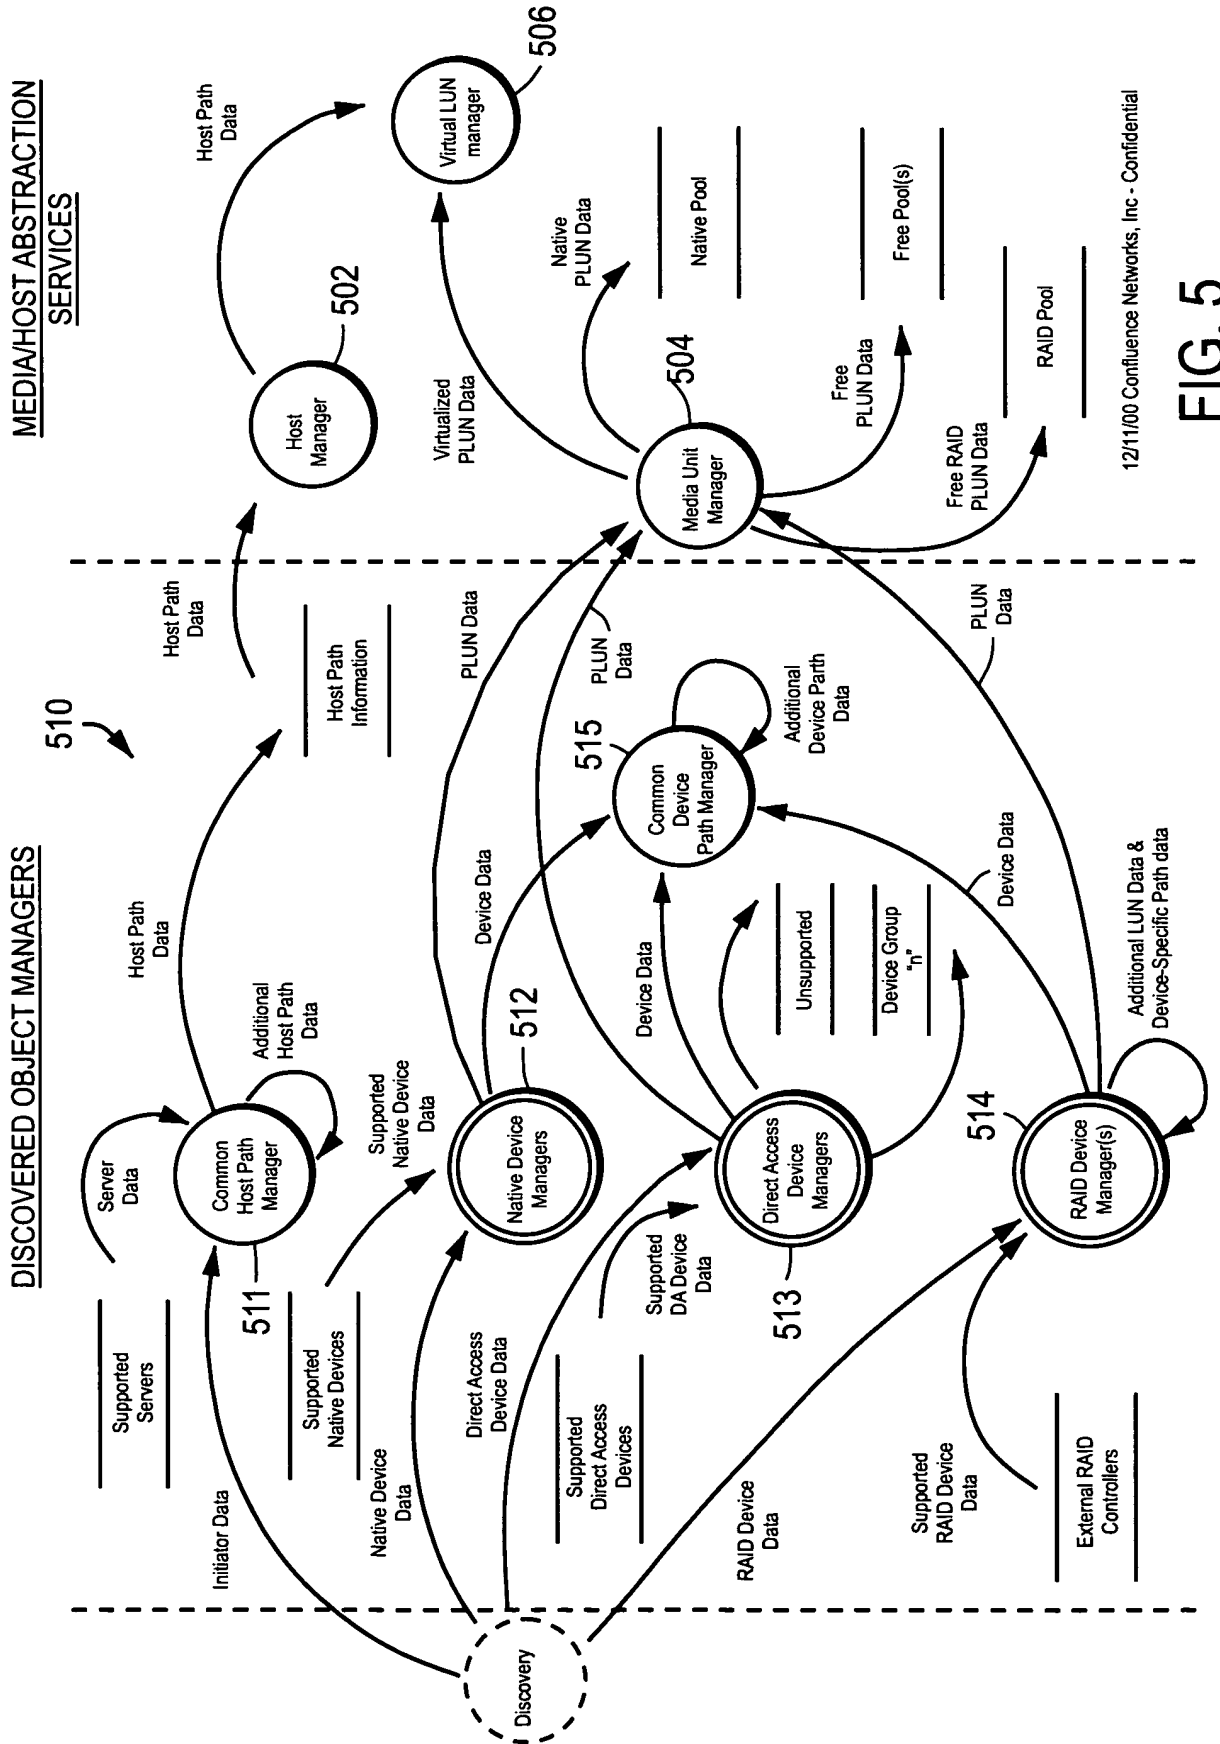 DISCOVERED OBJECT MANAGERS
MEDIA/HOST ABSTRACTION
SERVICES
510
Discovery
Initiator Data
Native Device
Data
Direct Access
Device Data
RAID Device
Data
Supported
Servers
Server
Data
Common
Host Path
Manager
511
Additional
Host Path
Data
Host Path
Data
Host Path
Information
Host Path
Data
Host
Manager
502
Host Path
Data
Virtual LUN
manager
506
Supported
Native Devices
Supported
Native Device
Data
Native Device
Managers
512
PLUN Data
Device Data
Supported
Direct Access
Devices
Supported
DA Device
Data
Direct Access
Device
Managers
513
PLUN
Data
Device Data
Unsupported
Device Group
"n"
Common
Device
Path Manager
515
Additional
Device Parth
Data
External RAID
Controllers
Supported
RAID Device
Data
RAID Device
Manager(s)
514
Additional LUN Data &
Device-Specific Path data
Device Data
PLUN
Data
Media Unit
Manager
504
Virtualized
PLUN Data
Native
PLUN Data
Native Pool
Free
PLUN Data
Free Pool(s)
Free RAID
PLUN Data
RAID Pool
12/11/00 Confluence Networks, Inc - Confidential
FIG. 5